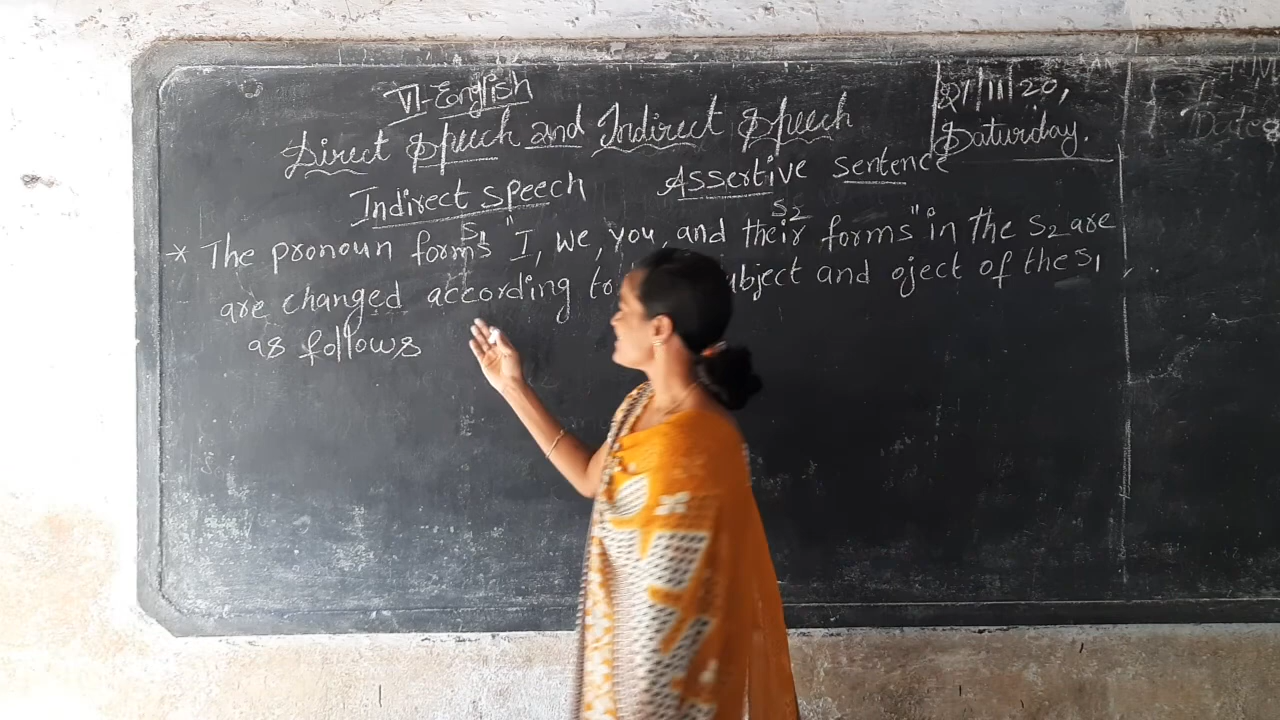 VI-English
21/11/20,
Direct Speech and Indirect Speech
Saturday.
Indirect speech
Assertive sentence
S1
S2
* The pronoun forms "I, we, you, and their forms" in the S2 are
are changed according to subject and oject of the S1
as follows